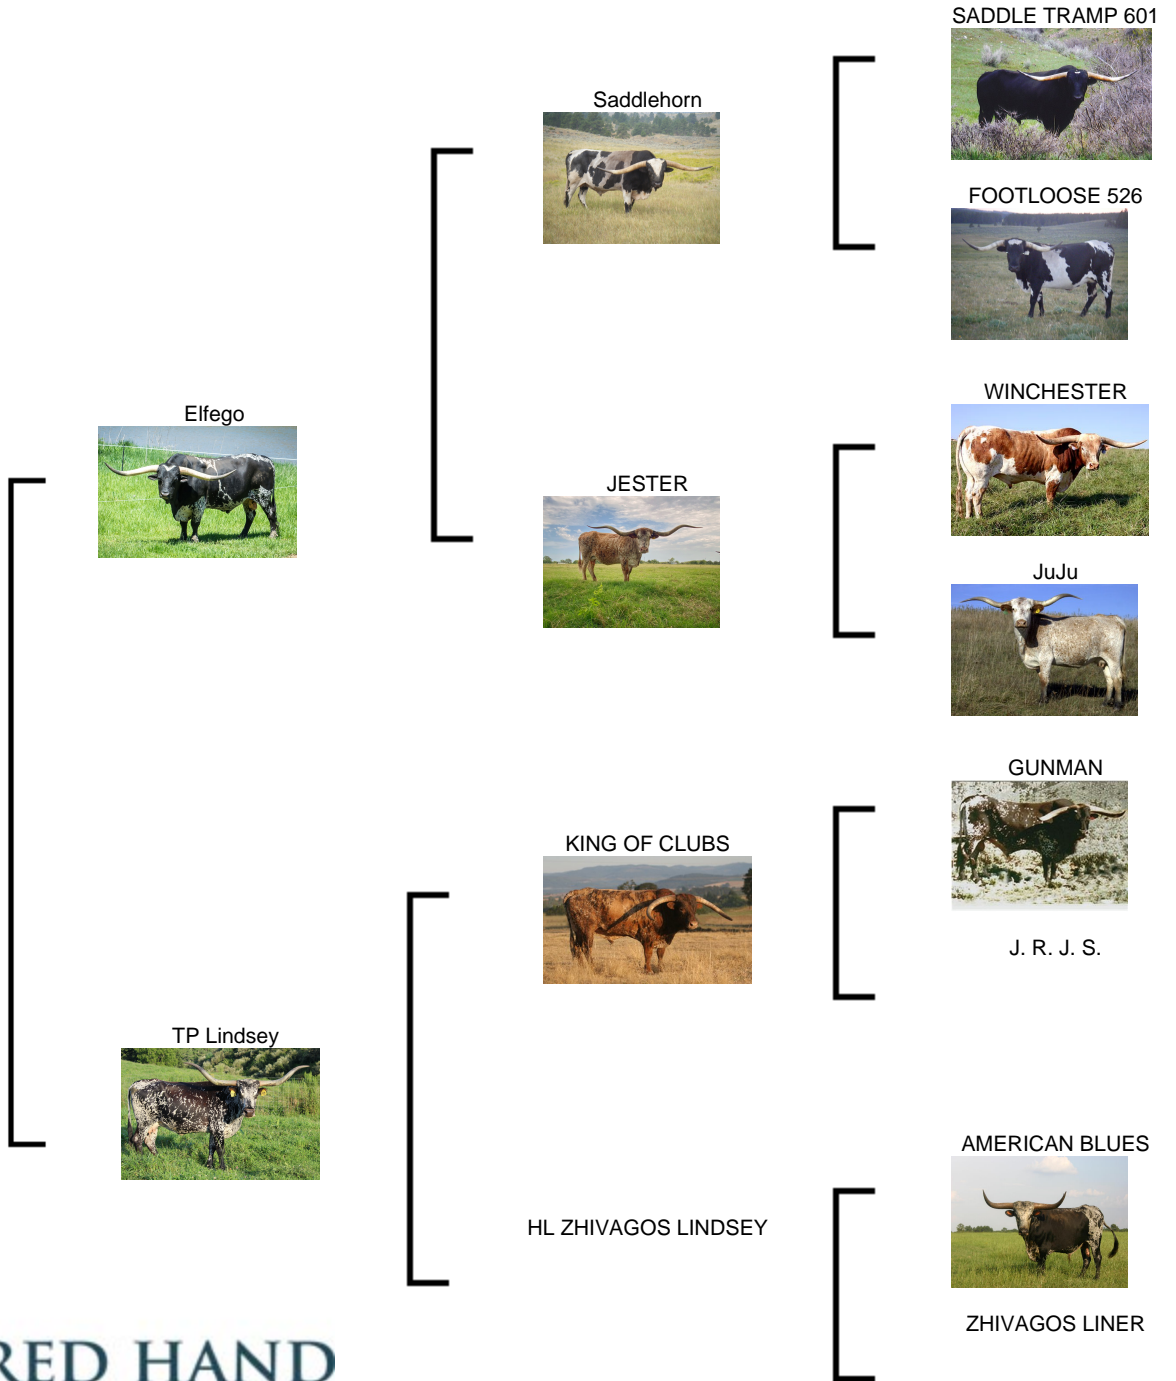 SADDLE TRAMP 601
Saddlehorn
FOOTLOOSE 526
WINCHESTER
Elfego
JESTER
JuJu
GUNMAN
KING OF CLUBS
J. R. J. S.
TP Lindsey
AMERICAN BLUES
HL ZHIVAGOS LINDSEY
ZHIVAGOS LINER
RED HAND